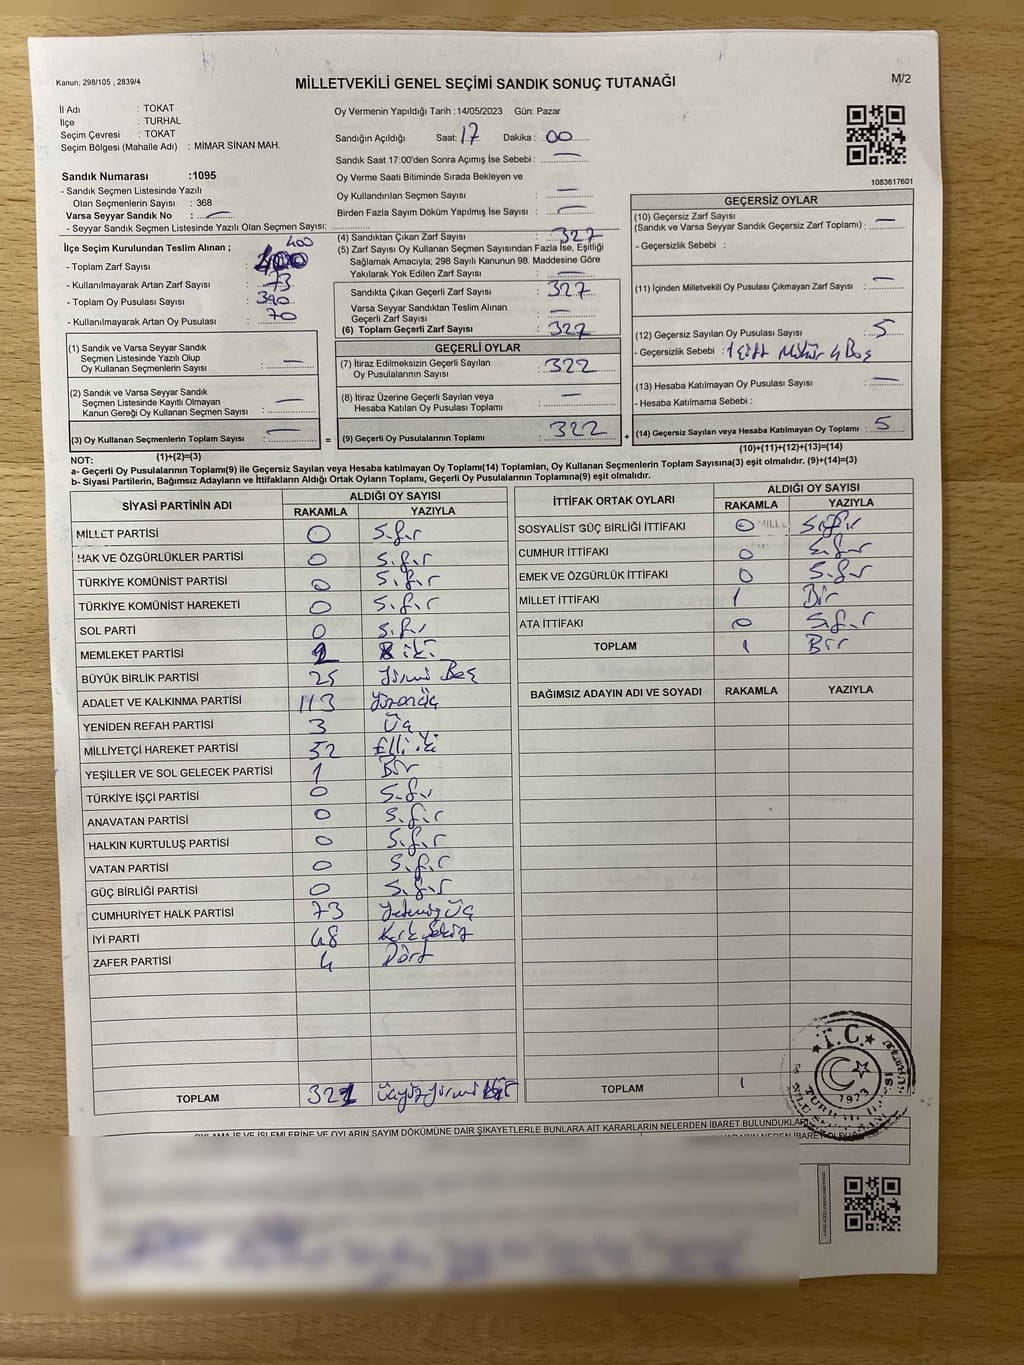 Kanun; 298/105 , 2839/4
MİLLETVEKİLİ GENEL SEÇİMİ SANDIK SONUÇ TUTANAĞI
M/2
İl Adı : TOKAT
İlçe : TURHAL
Seçim Çevresi : TOKAT
Seçim Bölgesi (Mahalle Adı) : MİMAR SİNAN MAH.
Sandık Numarası :1095
- Sandık Seçmen Listesinde Yazılı
Olan Seçmenlerin Sayısı : 368
Varsa Seyyar Sandık No :
- Seyyar Sandık Seçmen Listesinde Yazılı Olan Seçmen Sayısı:
Oy Vermenin Yapıldığı Tarih :14/05/2023 Gün: Pazar
Sandığın Açıldığı Saat: 17 Dakika : 00
Sandık Saat 17:00'den Sonra Açımış İse Sebebi : —
Oy Verme Saati Bitiminde Sırada Bekleyen ve
Oy Kullandırılan Seçmen Sayısı : —
Birden Fazla Sayım Döküm Yapılmış İse Sayısı : —
1083617601
İlçe Seçim Kurulundan Teslim Alınan ;
400
- Toplam Zarf Sayısı : 400
- Kullanılmayarak Artan Zarf Sayısı : 73
- Toplam Oy Pusulası Sayısı : 390
- Kullanılmayarak Artan Oy Pusulası : 70
(1) Sandık ve Varsa Seyyar Sandık
Seçmen Listesinde Yazılı Olup
Oy Kullanan Seçmenlerin Sayısı : —
(2) Sandık ve Varsa Seyyar Sandık
Seçmen Listesinde Kayıtlı Olmayan
Kanun Gereği Oy Kullanan Seçmen Sayısı : —
(3) Oy Kullanan Seçmenlerin Toplam Sayısı : —
(1)+(2)=(3)
(4) Sandıktan Çıkan Zarf Sayısı : 327
(5) Zarf Sayısı Oy Kullanan Seçmen Sayısından Fazla İse, Eşitliği
Sağlamak Amacıyla; 298 Sayılı Kanunun 98. Maddesine Göre
Yakılarak Yok Edilen Zarf Sayısı : —
Sandıkta Çıkan Geçerli Zarf Sayısı : 327
Varsa Seyyar Sandıktan Teslim Alınan
Geçerli Zarf Sayısı : —
(6) Toplam Geçerli Zarf Sayısı : 327
GEÇERLİ OYLAR
(7) İtiraz Edilmeksizin Geçerli Sayılan
Oy Pusulalarının Sayısı : 322
(8) İtiraz Üzerine Geçerli Sayılan veya
Hesaba Katılan Oy Pusulası Toplamı : —
= (9) Geçerli Oy Pusulalarının Toplamı : 322 +
GEÇERSİZ OYLAR
(10) Geçersiz Zarf Sayısı
(Sandık ve Varsa Seyyar Sandık Geçersiz Zarf Toplamı) : —
- Geçersizlik Sebebi :
(11) İçinden Milletvekili Oy Pusulası Çıkmayan Zarf Sayısı : —
(12) Geçersiz Sayılan Oy Pusulası Sayısı : 5
- Geçersizlik Sebebi : 1 Çift Mühür 4 Boş
(13) Hesaba Katılmayan Oy Pusulası Sayısı : —
- Hesaba Katılmama Sebebi :
(14) Geçersiz Sayılan veya Hesaba Katılmayan Oy Toplamı : 5
(10)+(11)+(12)+(13)=(14)
NOT:
a- Geçerli Oy Pusulalarının Toplamı(9) ile Geçersiz Sayılan veya Hesaba katılmayan Oy Toplamı(14) Toplamları, Oy Kullanan Seçmenlerin Toplam Sayısına(3) eşit olmalıdır. (9)+(14)=(3)
b- Siyasi Partilerin, Bağımsız Adayların ve İttifakların Aldığı Ortak Oyların Toplamı, Geçerli Oy Pusulalarının Toplamına(9) eşit olmalıdır.
SİYASİ PARTİNİN ADI ALDIĞI OY SAYISI
RAKAMLA YAZIYLA
MİLLET PARTİSİ 0 Sıfır
HAK VE ÖZGÜRLÜKLER PARTİSİ 0 Sıfır
TÜRKİYE KOMÜNİST PARTİSİ 0 Sıfır
TÜRKİYE KOMÜNİST HAREKETİ 0 Sıfır
SOL PARTİ 0 Sıfır
MEMLEKET PARTİSİ 2 iki
BÜYÜK BİRLİK PARTİSİ 25 Yirmi Beş
ADALET VE KALKINMA PARTİSİ 113 Yüzonüç
YENİDEN REFAH PARTİSİ 3 Üç
MİLLİYETÇİ HAREKET PARTİSİ 52 Elli iki
YEŞİLLER VE SOL GELECEK PARTİSİ 1 Bir
TÜRKİYE İŞÇİ PARTİSİ 0 Sıfır
ANAVATAN PARTİSİ 0 Sıfır
HALKIN KURTULUŞ PARTİSİ 0 Sıfır
VATAN PARTİSİ 0 Sıfır
GÜÇ BİRLİĞİ PARTİSİ 0 Sıfır
CUMHURİYET HALK PARTİSİ 73 Yetmiş Üç
İYİ PARTİ 48 Kırk Sekiz
ZAFER PARTİSİ 4 Dört
TOPLAM 321 Üçyüzyirmi bir
İTTİFAK ORTAK OYLARI ALDIĞI OY SAYISI
RAKAMLA YAZIYLA
SOSYALİST GÜÇ BİRLİĞİ İTTİFAKI 0 Sıfır
CUMHUR İTTİFAKI 0 Sıfır
EMEK VE ÖZGÜRLÜK İTTİFAKI 0 Sıfır
MİLLET İTTİFAKI 1 Bir
ATA İTTİFAKI 0 Sıfır
TOPLAM 1 Bir
BAĞIMSIZ ADAYIN ADI VE SOYADI RAKAMLA YAZIYLA
TOPLAM 1
T.C.
1923
OYLAMA İŞ VE İŞLEMLERİNE VE OYLARIN SAYIM DÖKÜMÜNE DAİR ŞİKAYETLERLE BUNLARA AİT KARARLARIN NELERDEN İBARET BULUNDUKLARI